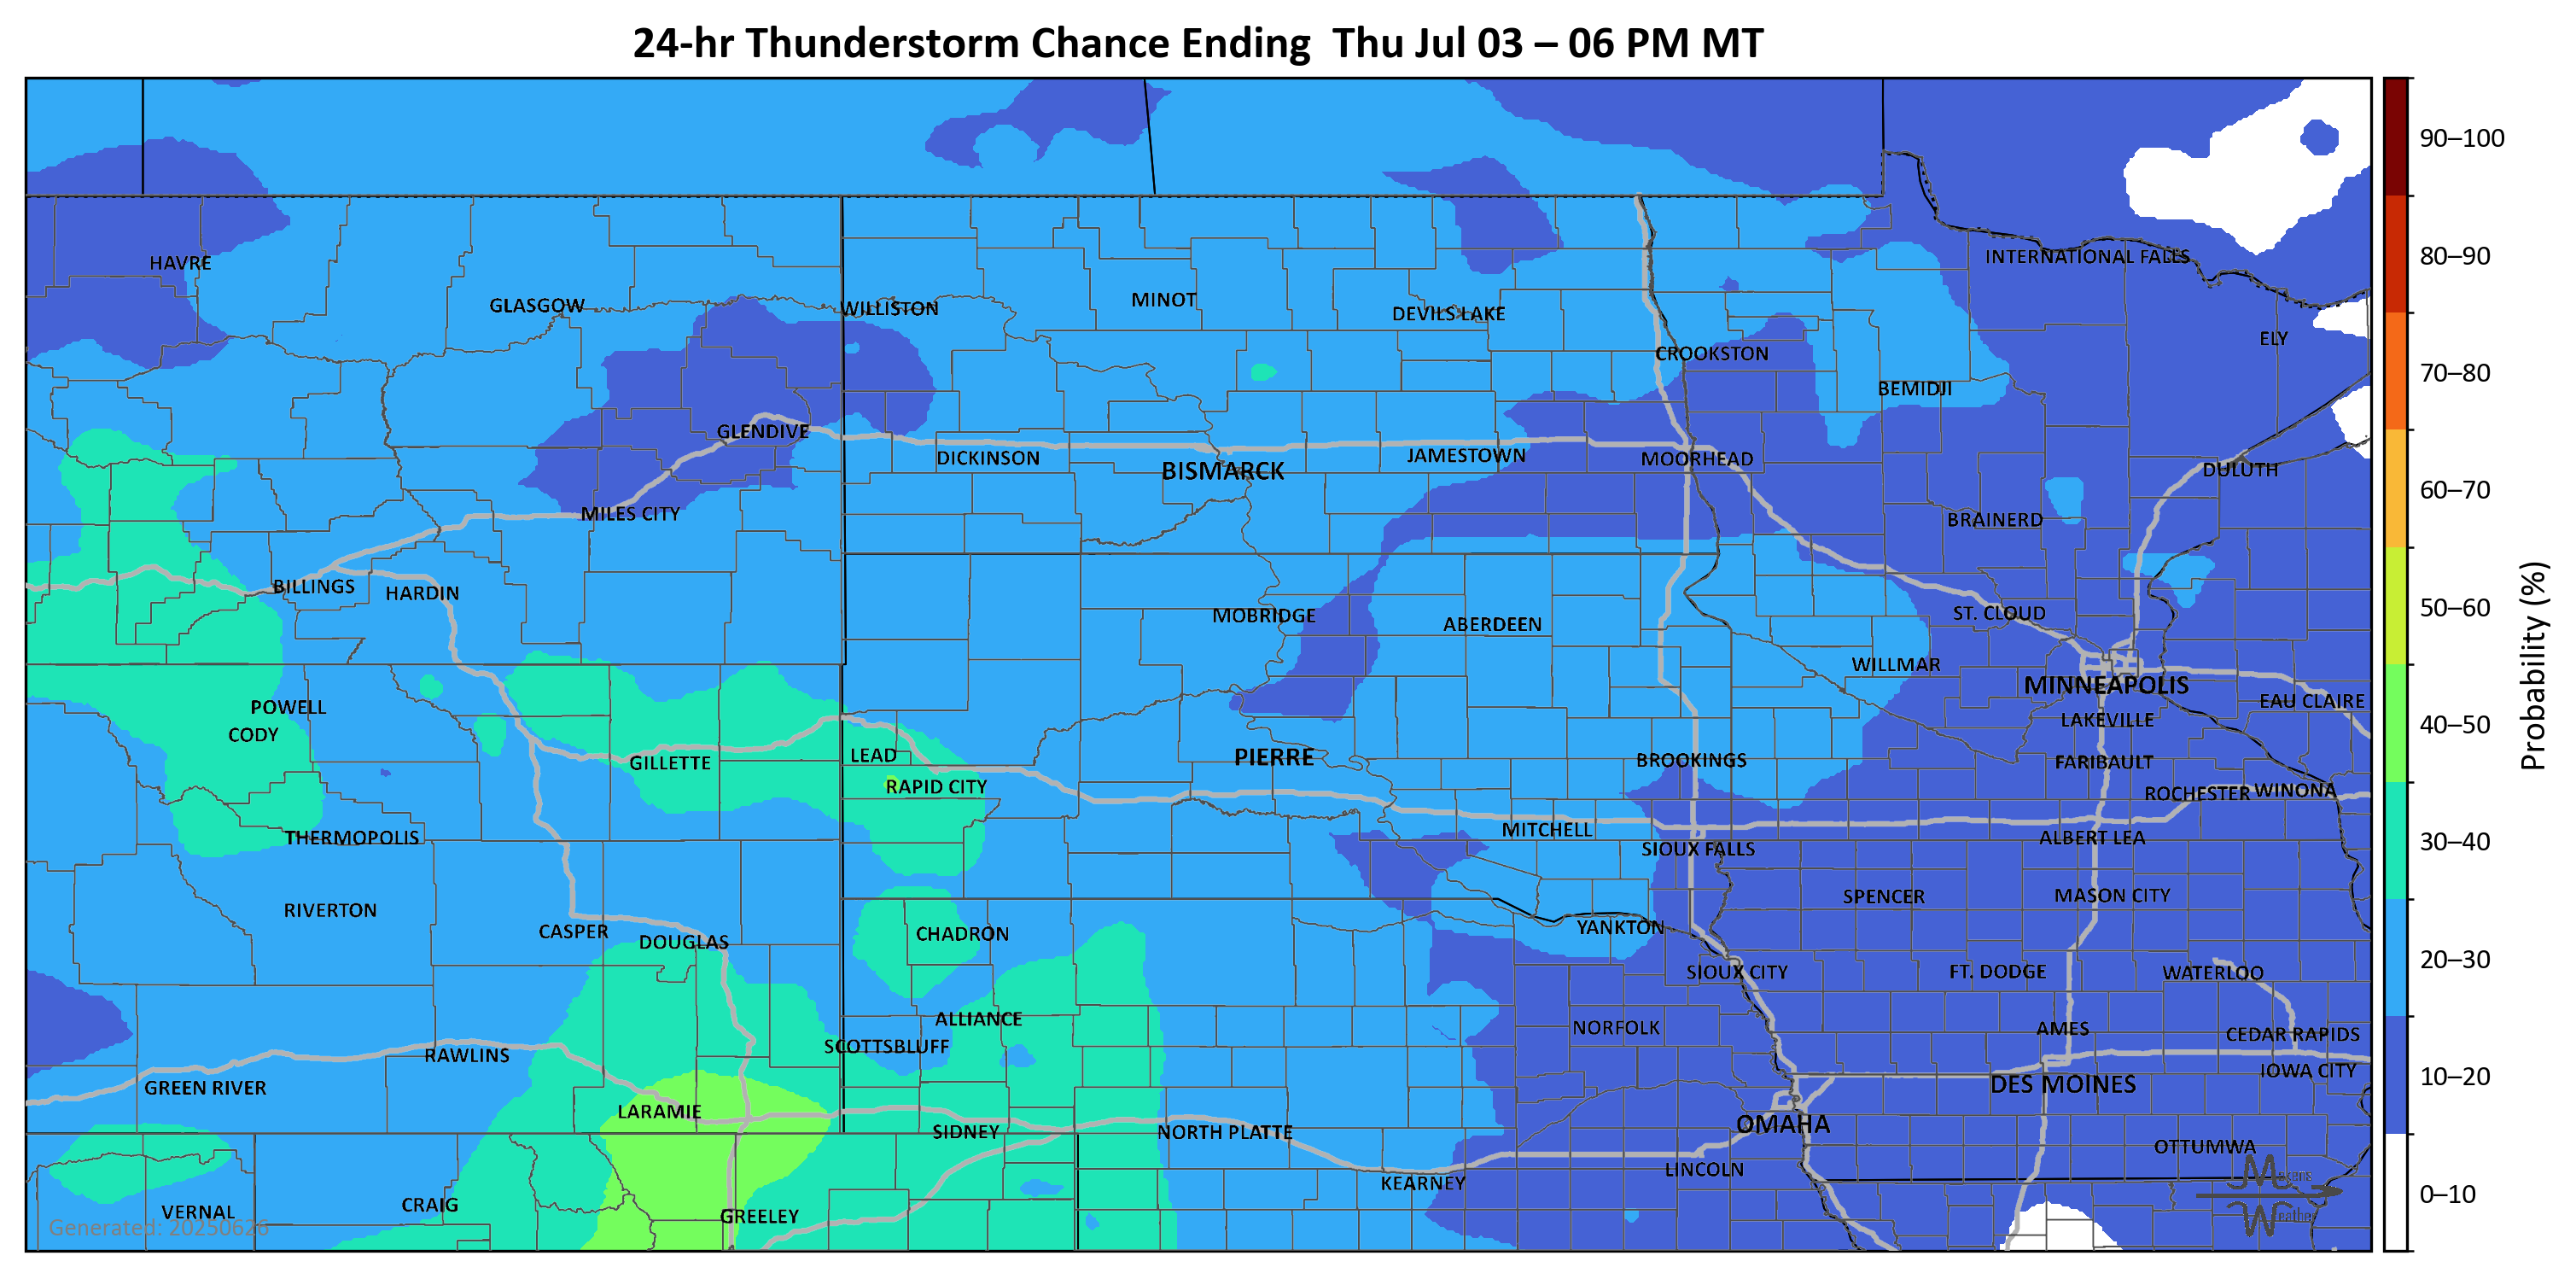 24-hr Thunderstorm Chance Ending  Thu Jul 03 – 06 PM MT
90–100
HAVRE
INTERNATIONAL FALLS
80–90
GLASGOW
WILLISTON
MINOT
DEVILS LAKE
ELY
CROOKSTON
70–80
BEMIDJI
GLENDIVE
DICKINSON
BISMARCK
JAMESTOWN
MOORHEAD
DULUTH
60–70
MILES CITY
BRAINERD
BILLINGS
HARDIN
MOBRIDGE
ABERDEEN
ST. CLOUD
50–60
WILLMAR
MINNEAPOLIS
POWELL
EAU CLAIRE
CODY
LAKEVILLE
40–50
Probability (%)
GILLETTE
LEAD
PIERRE
BROOKINGS
FARIBAULT
RAPID CITY
ROCHESTER
WINONA
THERMOPOLIS
MITCHELL
ALBERT LEA
30–40
SIOUX FALLS
SPENCER
MASON CITY
RIVERTON
CASPER
DOUGLAS
CHADRON
YANKTON
20–30
SIOUX CITY
FT. DODGE
WATERLOO
ALLIANCE
NORFOLK
AMES
CEDAR RAPIDS
RAWLINS
SCOTTSBLUFF
GREEN RIVER
DES MOINES
IOWA CITY
10–20
LARAMIE
OMAHA
SIDNEY
NORTH PLATTE
OTTUMWA
LINCOLN
KEARNEY
Makens
Weather
0–10
VERNAL
CRAIG
GREELEY
Generated: 20250626